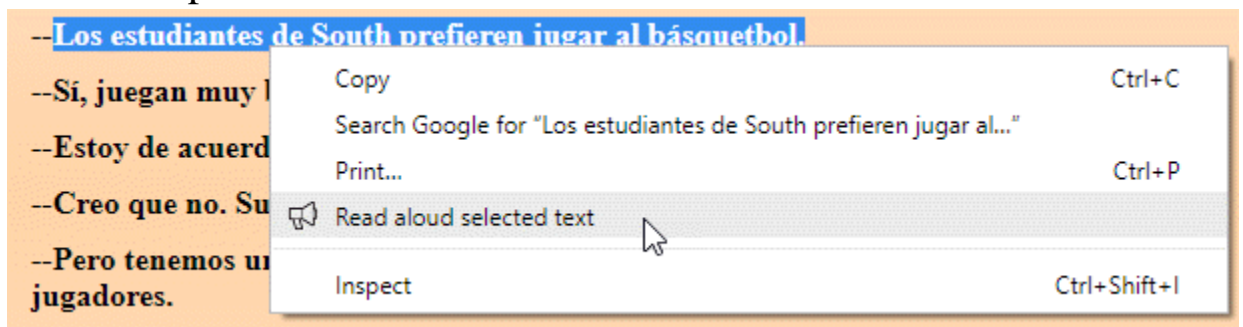 --Los estudiantes de South prefieren jugar al básquetbol.
Copy Ctrl+C
--Sí, juegan muy
Search Google for “Los estudiantes de South prefieren jugar al...”
--Estoy de
Print... Ctrl+P
--Creo que no. Su
Read aloud selected text
--Pero tenemos
Inspect Ctrl+Shift+I
jugadores.